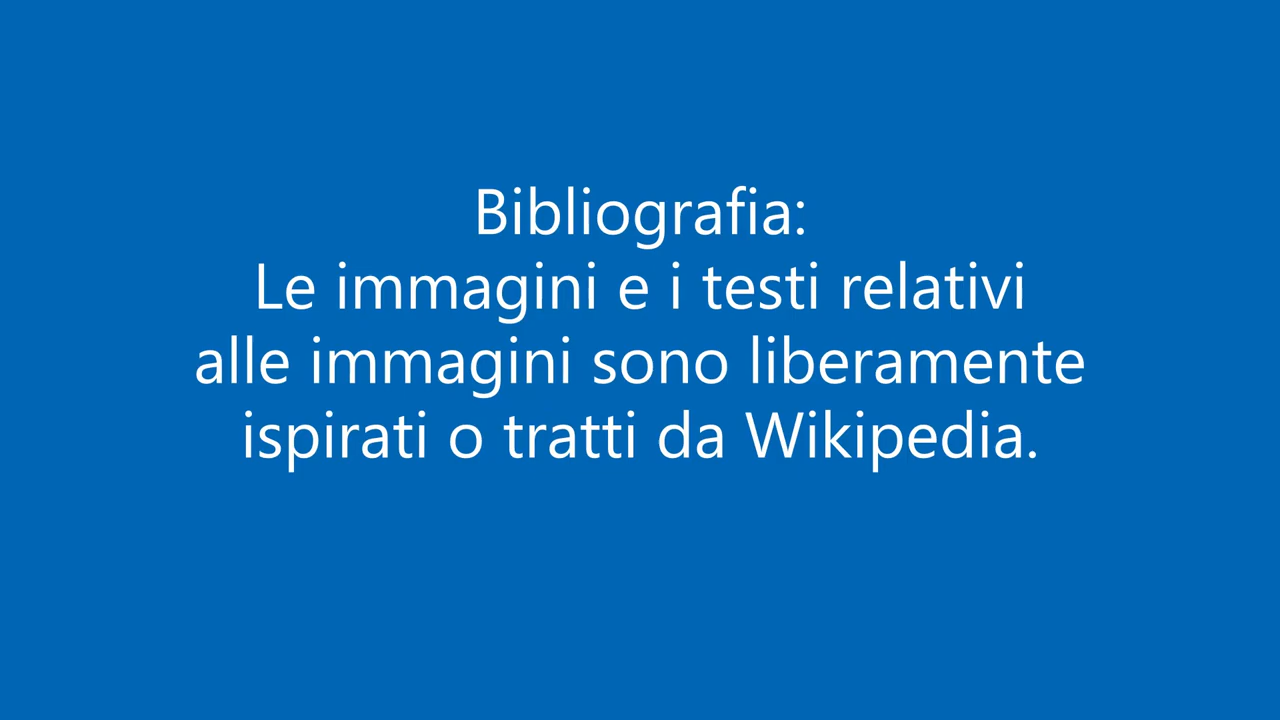 Bibliografia:
Le immagini e i testi relativi
alle immagini sono liberamente
ispirati o tratti da Wikipedia.